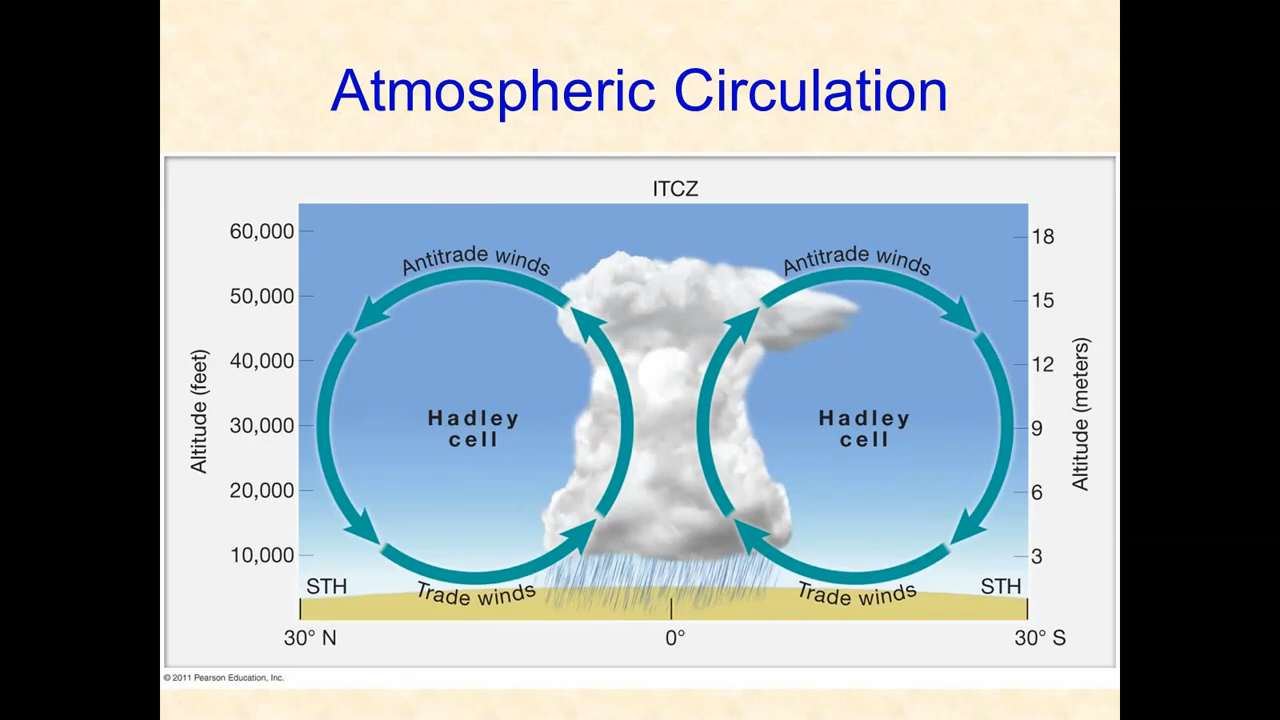 Atmospheric Circulation
ITCZ
60,000
50,000
40,000
30,000
20,000
10,000
Altitude (feet)
18
15
12
9
6
3
Altitude (meters)
Antitrade winds
Antitrade winds
Hadley
cell
Hadley
cell
STH
Trade winds
Trade winds
STH
30° N
0°
30° S
© 2011 Pearson Education, Inc.